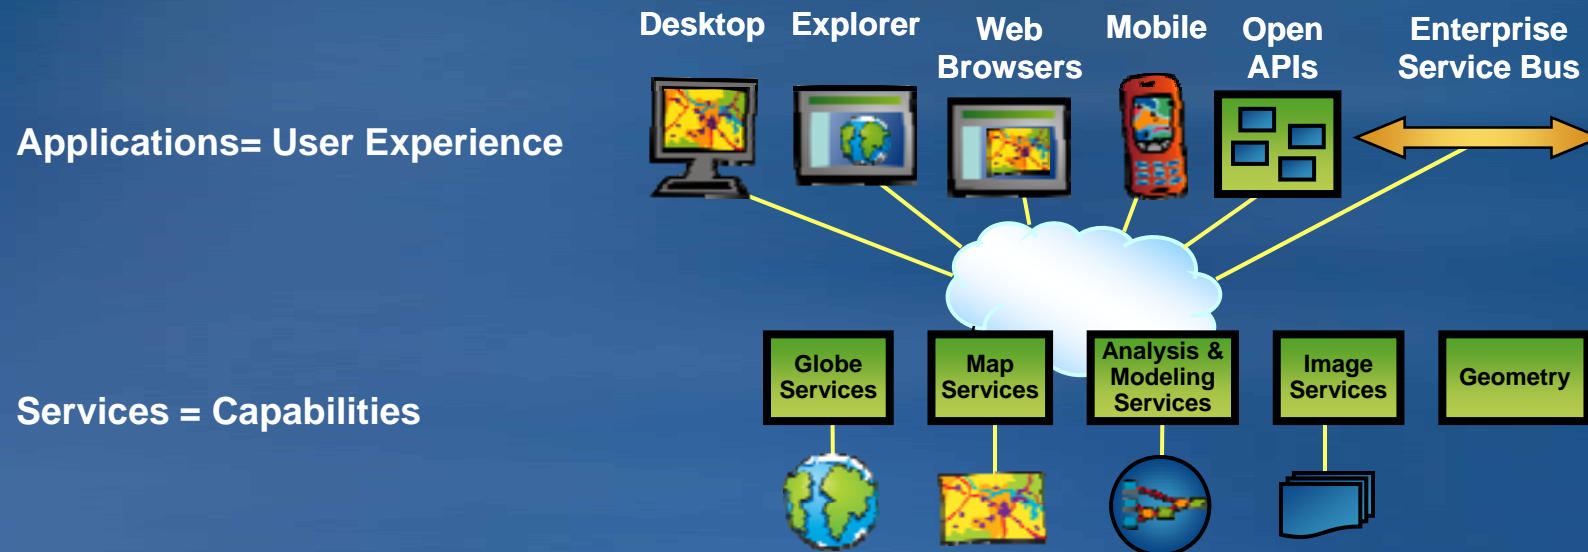 Desktop
Explorer
Web
Browsers
Mobile
Open
APIs
Enterprise
Service Bus
Applications= User Experience
Globe
Services
Map
Services
Analysis &
Modeling
Services
Image
Services
Geometry
Services = Capabilities